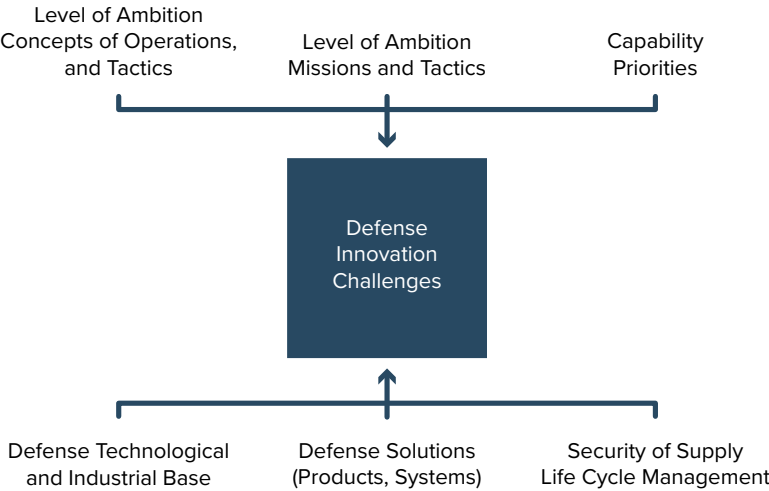 Level of Ambition
Concepts of Operations,
and Tactics
Level of Ambition
Missions and Tactics
Capability
Priorities
Defense
Innovation
Challenges
Defense Technological
and Industrial Base
Defense Solutions
(Products, Systems)
Security of Supply
Life Cycle Management